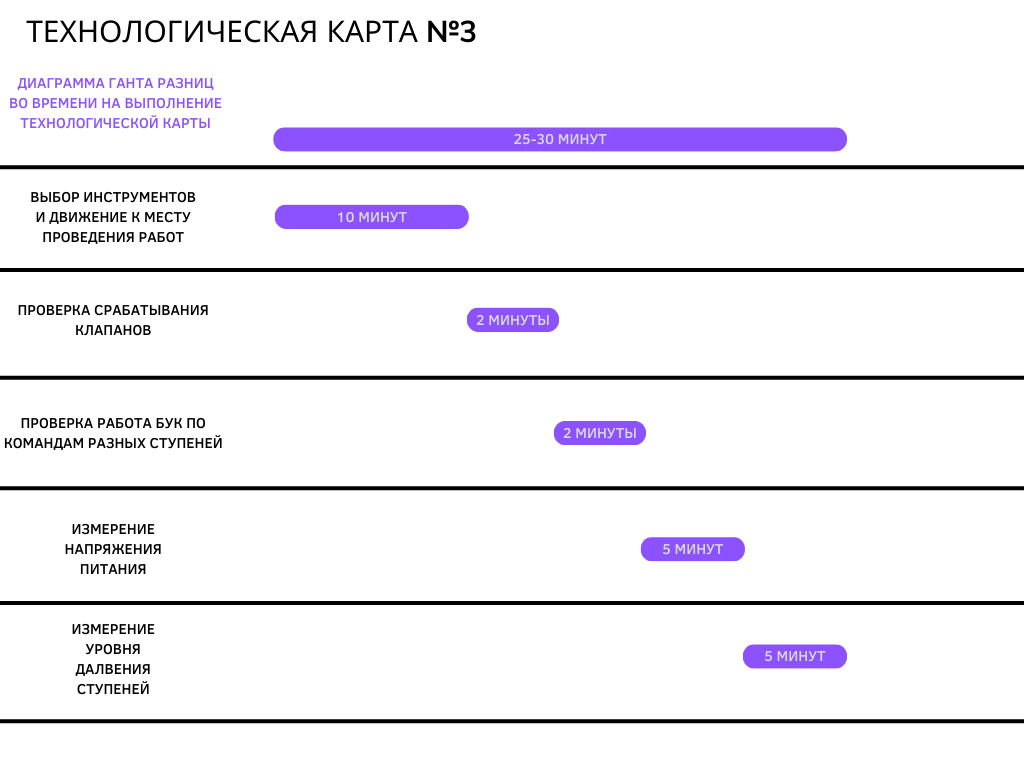 ТЕХНОЛОГИЧЕСКАЯ КАРТА №3
ДИАГРАММА ГАНТА РАЗНИЦ
ВО ВРЕМЕНИ НА ВЫПОЛНЕНИЕ
ТЕХНОЛОГИЧЕСКОЙ КАРТЫ
25-30 МИНУТ
ВЫБОР ИНСТРУМЕНТОВ
И ДВИЖЕНИЕ К МЕСТУ
ПРОВЕДЕНИЯ РАБОТ
10 МИНУТ
ПРОВЕРКА СРАБАТЫВАНИЯ
КЛАПАНОВ
2 МИНУТЫ
ПРОВЕРКА РАБОТА БУК ПО
КОМАНДАМ РАЗНЫХ СТУПЕНЕЙ
2 МИНУТЫ
ИЗМЕРЕНИЕ
НАПРЯЖЕНИЯ
ПИТАНИЯ
5 МИНУТ
ИЗМЕРЕНИЕ
УРОВНЯ
ДАЛВЕНИЯ
СТУПЕНЕЙ
5 МИНУТ